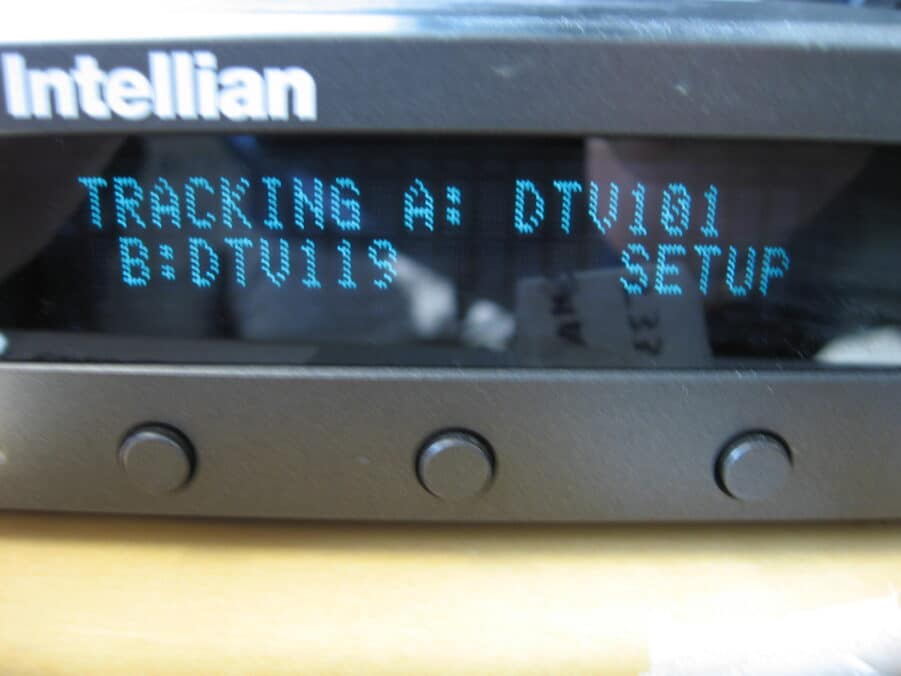 Intellian
TRACKING A: DTV101
B:DTV119 SETUP